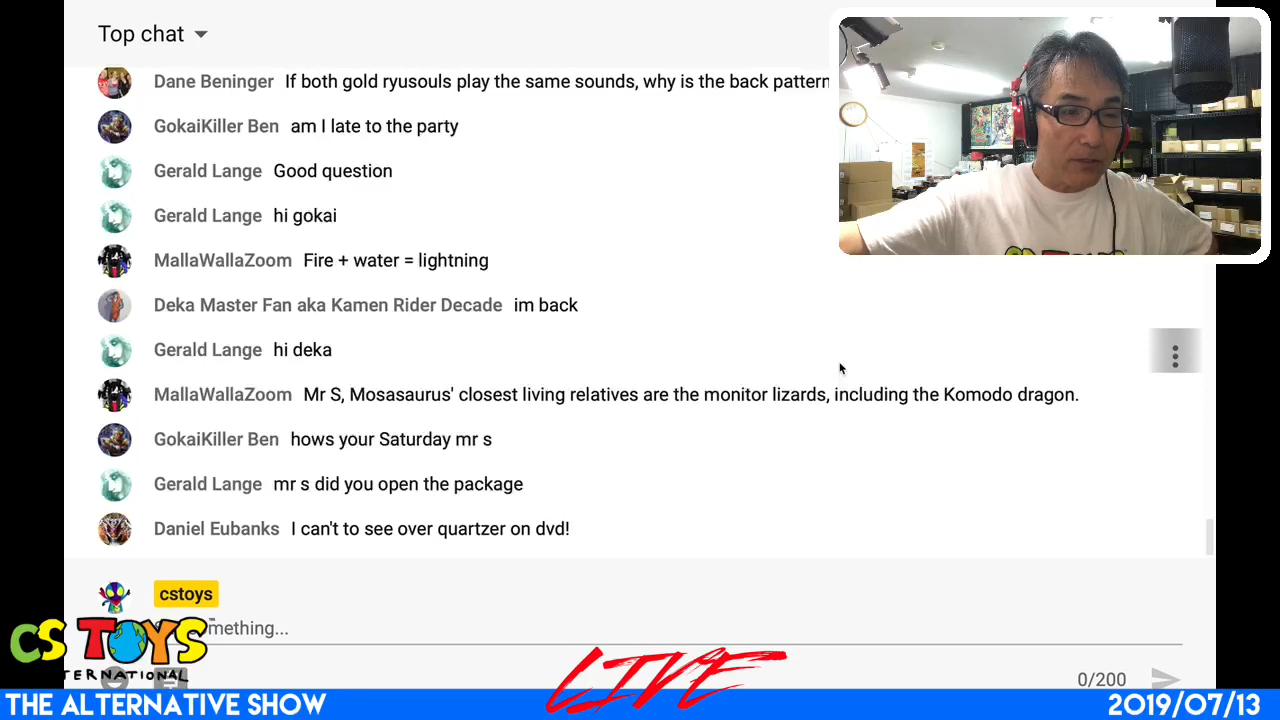 Top chat
Dane Beninger If both gold ryusouls play the same sounds, why is the back pattern
GokaiKiller Ben am I late to the party
Gerald Lange Good question
Gerald Lange hi gokai
MallaWallaZoom Fire + water = lightning
Deka Master Fan aka Kamen Rider Decade im back
Gerald Lange hi deka
MallaWallaZoom Mr S, Mosasaurus' closest living relatives are the monitor lizards, including the Komodo dragon.
GokaiKiller Ben hows your Saturday mr s
Gerald Lange mr s did you open the package
Daniel Eubanks I can't to see over quartzer on dvd!
cstoys
mething...
CS TOYS
TERNATIONAL
LIVE
0/200
THE ALTERNATIVE SHOW
2019/07/13